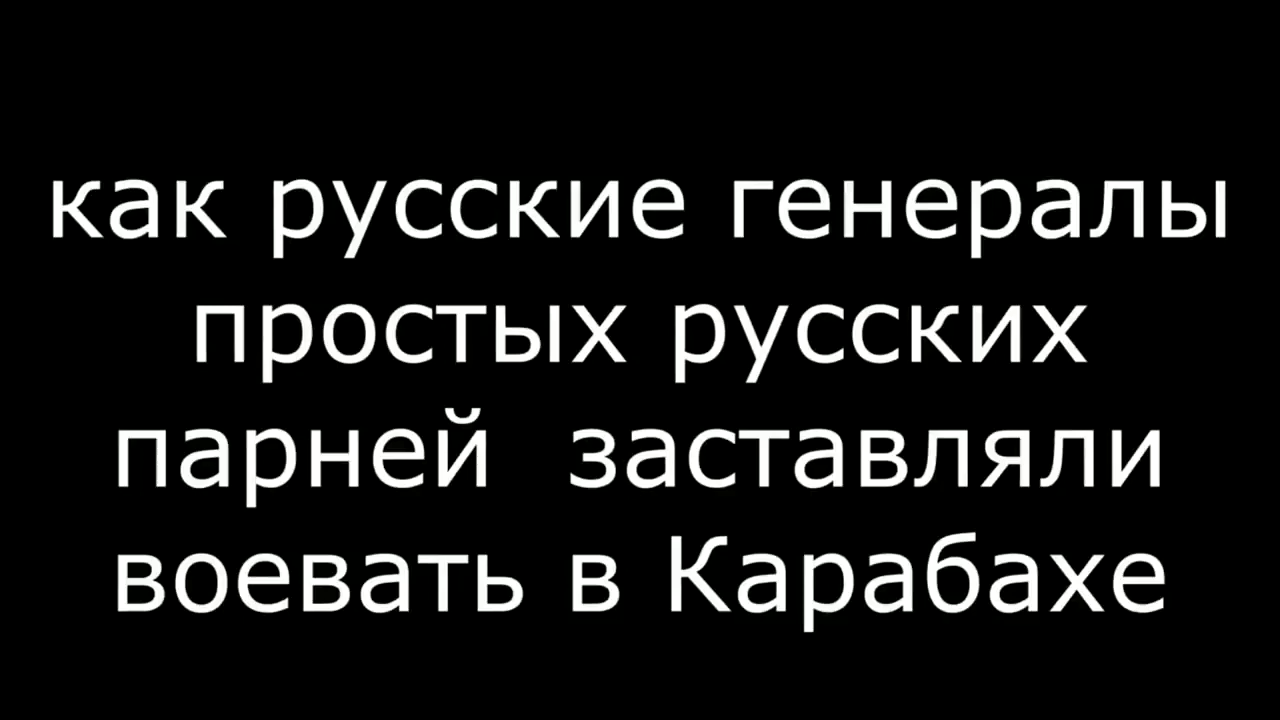 как русские генералы
простых русских
парней  заставляли
воевать в Карабахе